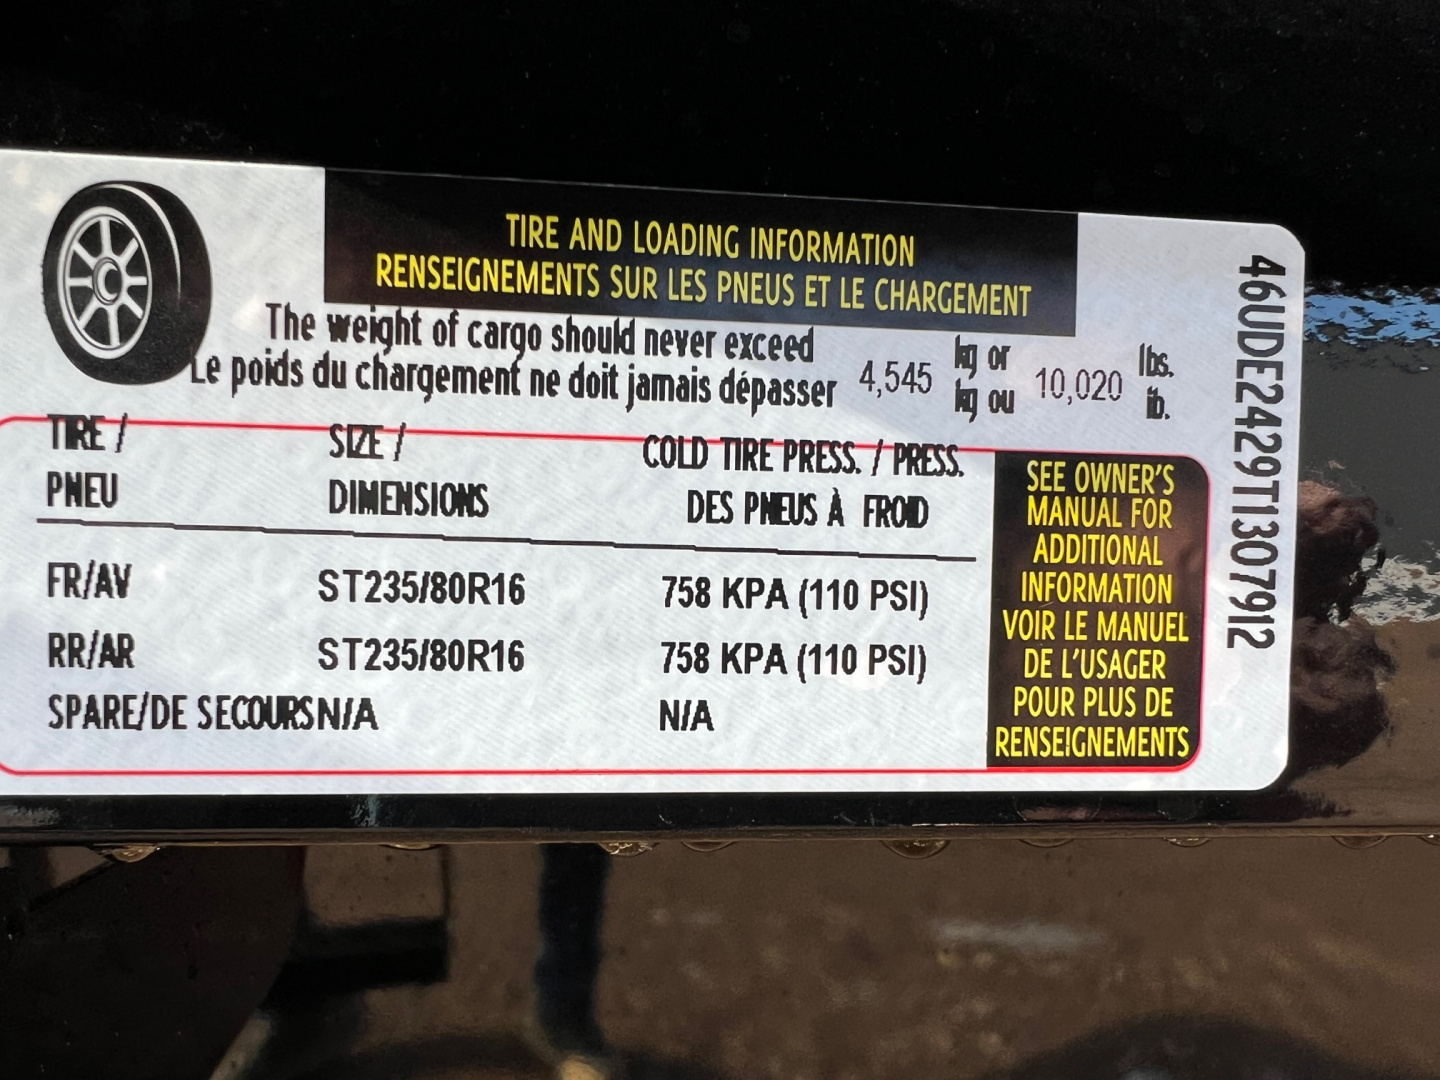 TIRE AND LOADING INFORMATION
RENSEIGNEMENTS SUR LES PNEUS ET LE CHARGEMENT
The weight of cargo should never exceed 4,545 kg or 10,020 lbs.
Le poids du chargement ne doit jamais dépasser kg ou lb.
TIRE / SIZE / COLD TIRE PRESS. / PRESS.
PNEU DIMENSIONS DES PNEUS À FROID
FR/AV ST235/80R16 758 KPA (110 PSI)
RR/AR ST235/80R16 758 KPA (110 PSI)
SPARE/DE SECOURS N/A N/A
SEE OWNER'S
MANUAL FOR
ADDITIONAL
INFORMATION
VOIR LE MANUEL
DE L'USAGER
POUR PLUS DE
RENSEIGNEMENTS
46UDE2429T1307912